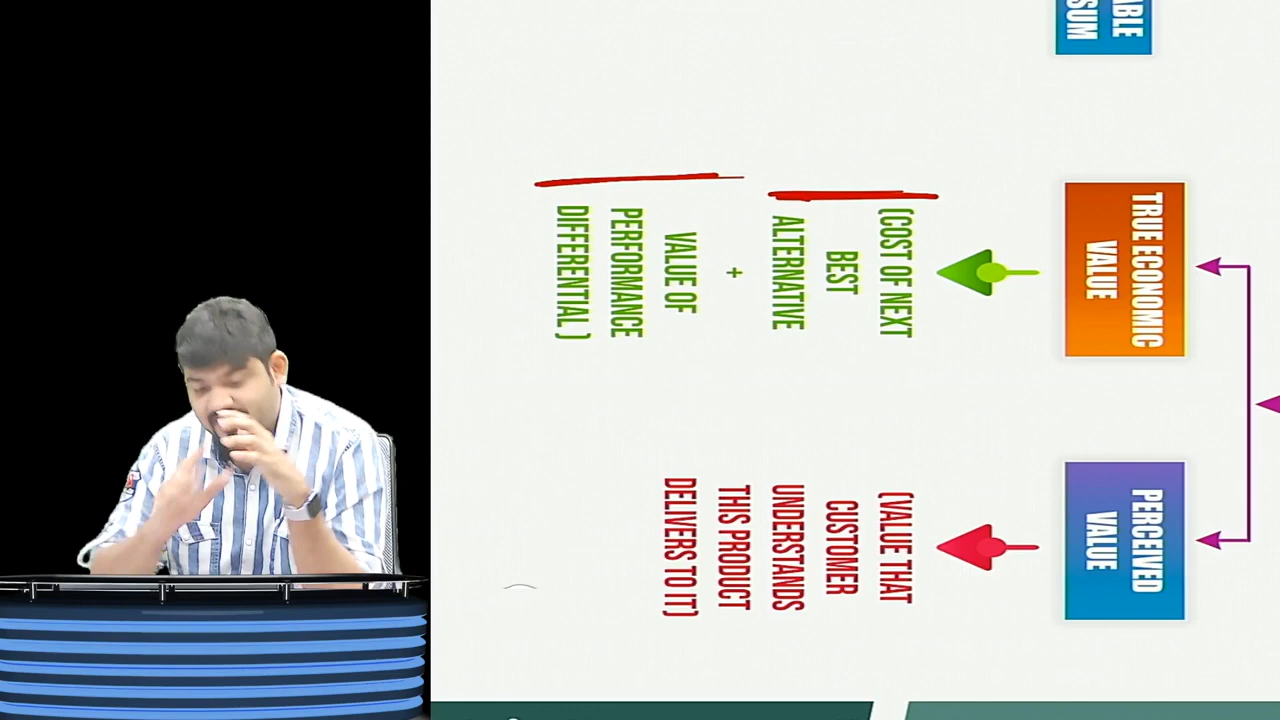 ABLE
SUM
TRUE ECONOMIC
VALUE
(COST OF NEXT
BEST
ALTERNATIVE
+
VALUE OF
PERFORMANCE
DIFFERENTIAL )
PERCEIVED
VALUE
(VALUE THAT
CUSTOMER
UNDERSTANDS
THIS PRODUCT
DELIVERS TO IT)